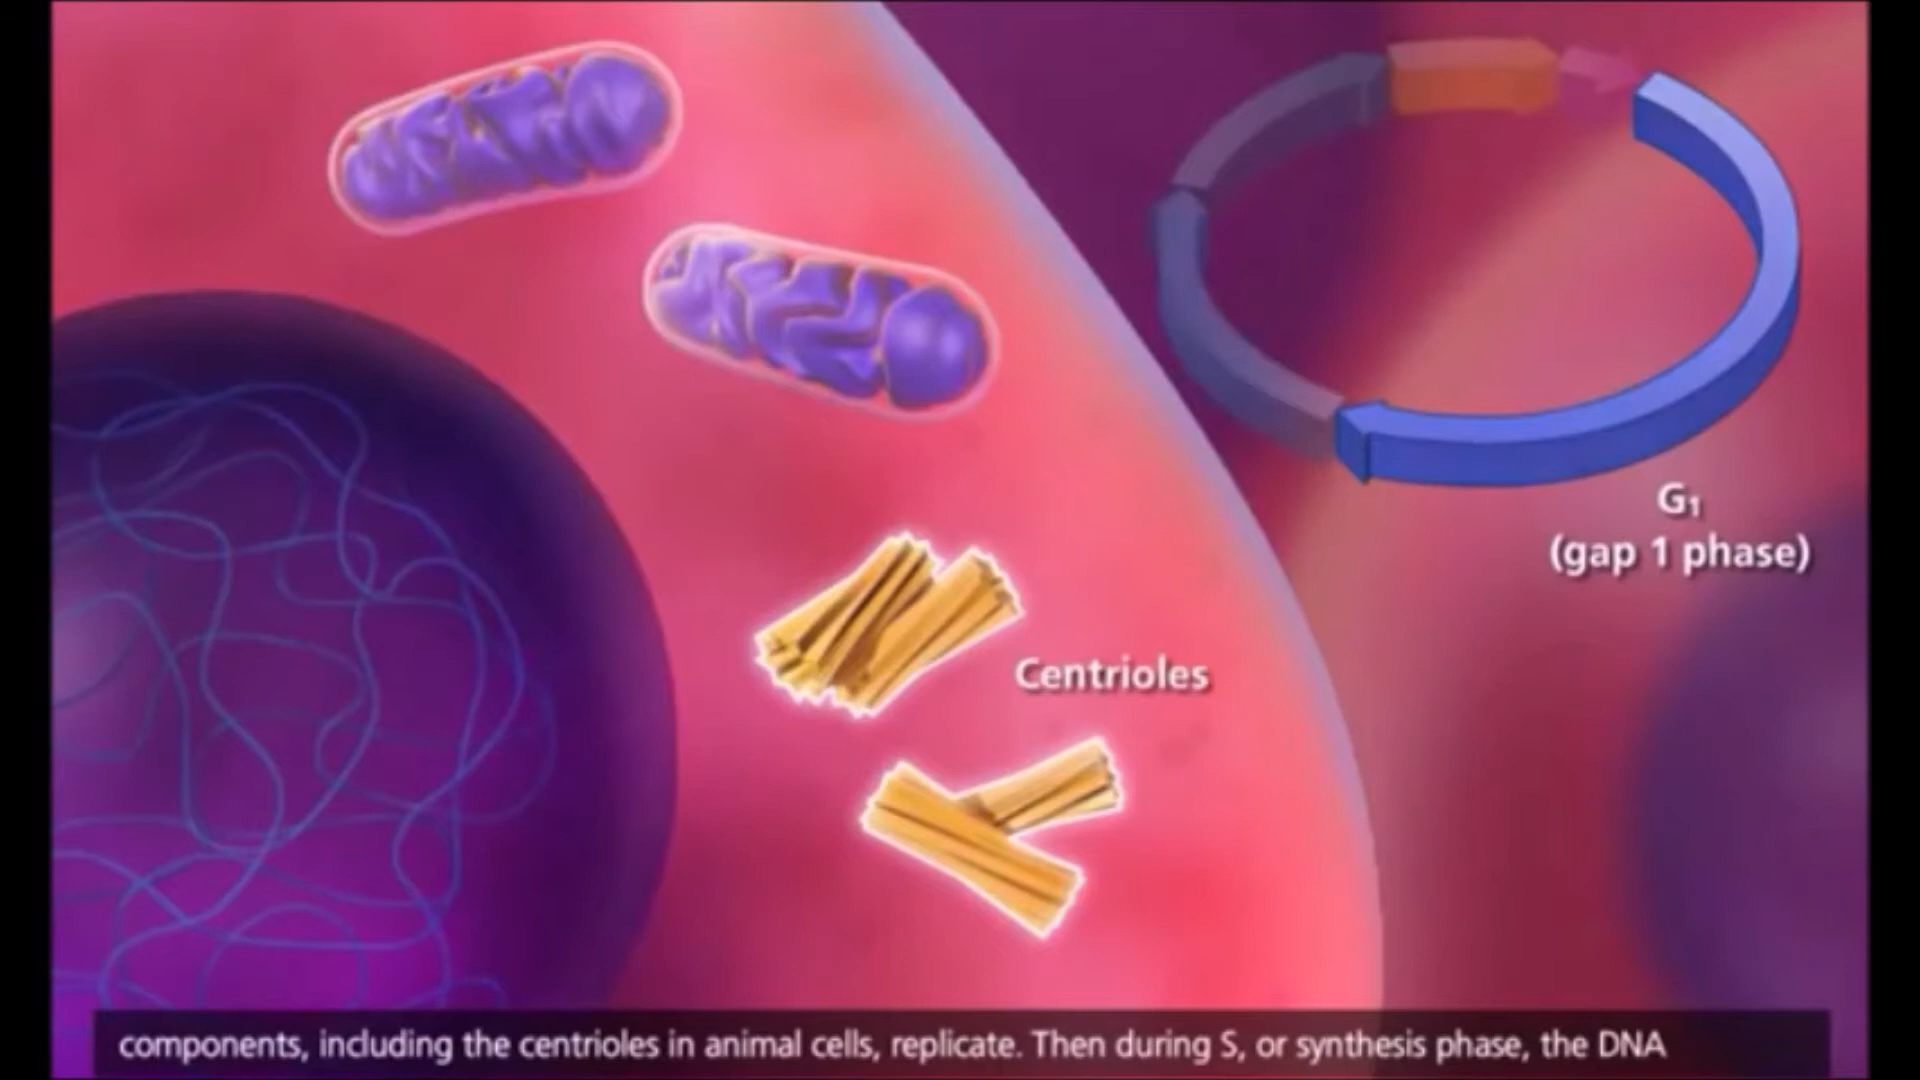 G₁
(gap 1 phase)
Centrioles
components, including the centrioles in animal cells, replicate. Then during S, or synthesis phase, the DNA